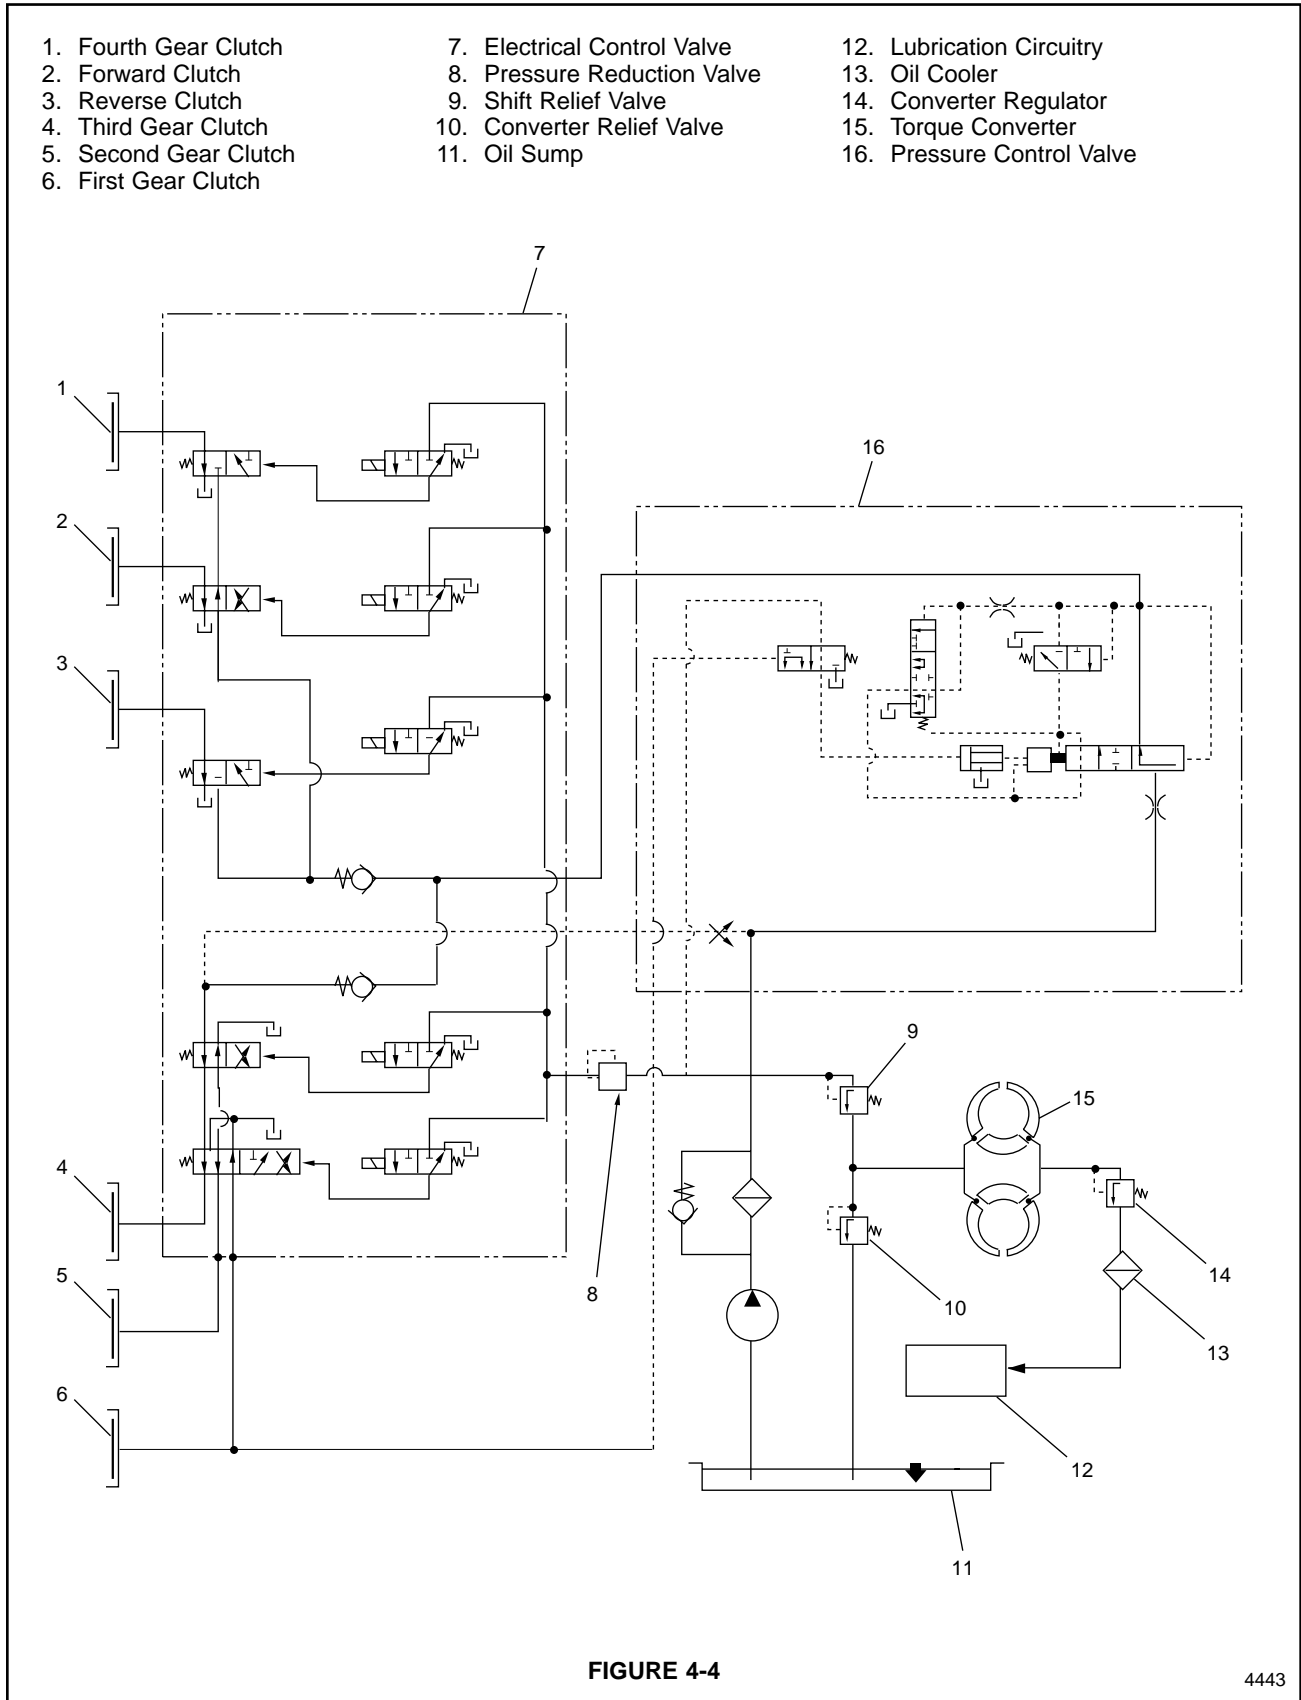 1. Fourth Gear Clutch
2. Forward Clutch
3. Reverse Clutch
4. Third Gear Clutch
5. Second Gear Clutch
6. First Gear Clutch
7. Electrical Control Valve
8. Pressure Reduction Valve
9. Shift Relief Valve
10. Converter Relief Valve
11. Oil Sump
12. Lubrication Circuitry
13. Oil Cooler
14. Converter Regulator
15. Torque Converter
16. Pressure Control Valve
7
1
16
2
3
9
15
4
5
8
10
14
13
6
12
11
FIGURE 4-4
4443